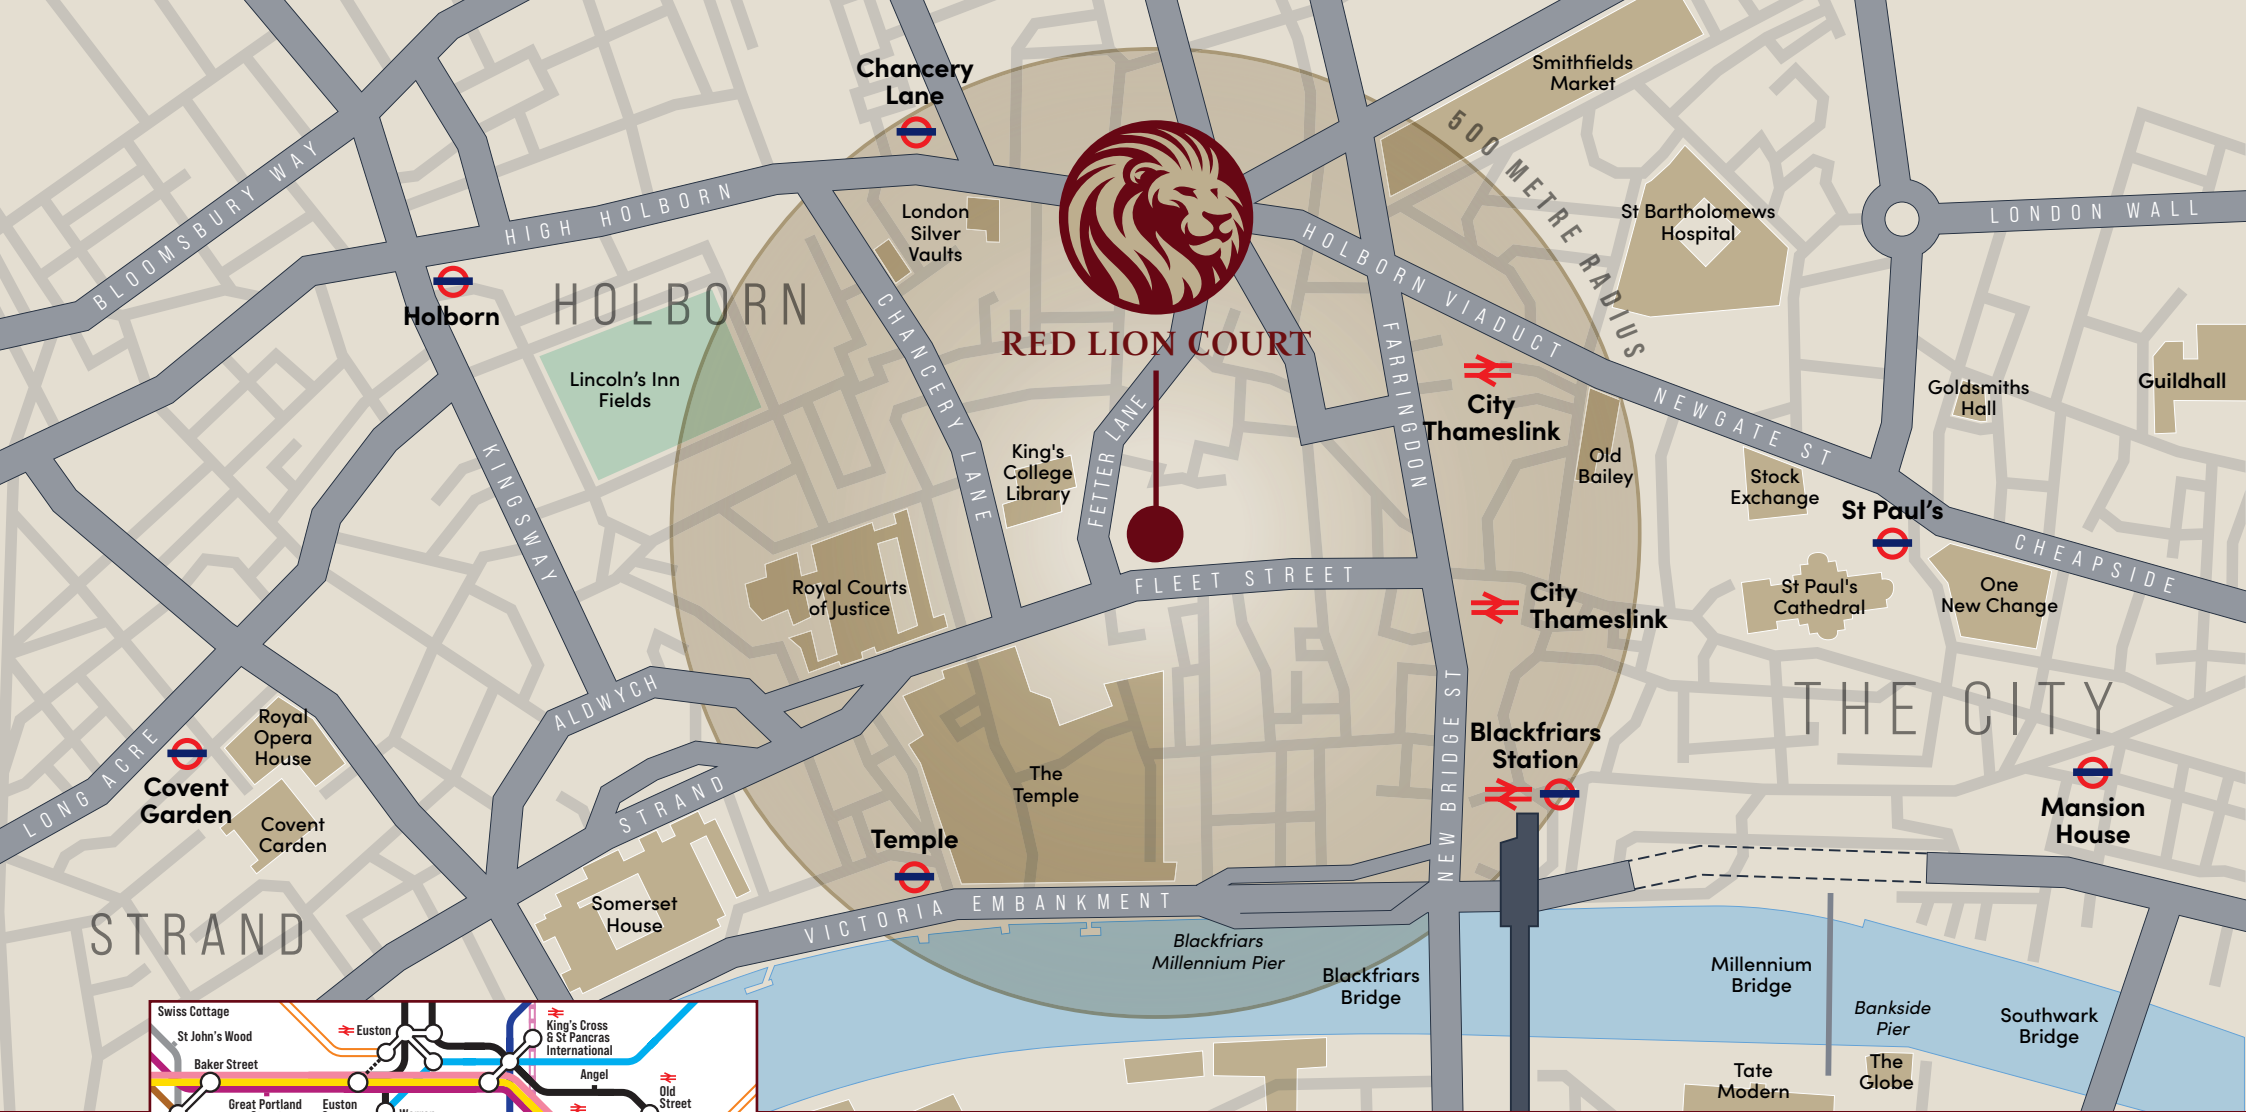 Chancery
Lane
Smithfields
Market
500 METRE RADIUS
BLOOMSBURY WAY
HIGH HOLBORN
London
Silver
Vaults
St Bartholomews
Hospital
LONDON WALL
HOLBORN VIADUCT
Holborn
HOLBORN
CHANCERY LANE
RED LION COURT
FARRINGDON
Lincoln's Inn
Fields
City
Thameslink
NEWGATE ST
Goldsmiths
Hall
Guildhall
FETTER LANE
KINGSWAY
King's
College
Library
Old
Bailey
Stock
Exchange
St Paul's
CHEAPSIDE
Royal Courts
of Justice
FLEET STREET
City
Thameslink
St Paul's
Cathedral
One
New Change
ALDWYCH
NEW BRIDGE ST
THE CITY
Royal
Opera
House
LONG ACRE
Covent
Garden
Covent
Carden
STRAND
The
Temple
Blackfriars
Station
Mansion
House
Temple
Somerset
House
VICTORIA EMBANKMENT
STRAND
Blackfriars
Millennium Pier
Blackfriars
Bridge
Millennium
Bridge
Bankside
Pier
Southwark
Bridge
Tate
Modern
The
Globe
Swiss Cottage
St John's Wood
Baker Street
Great Portland
Euston
Euston
King's Cross
& St Pancras
International
Angel
Old
Street